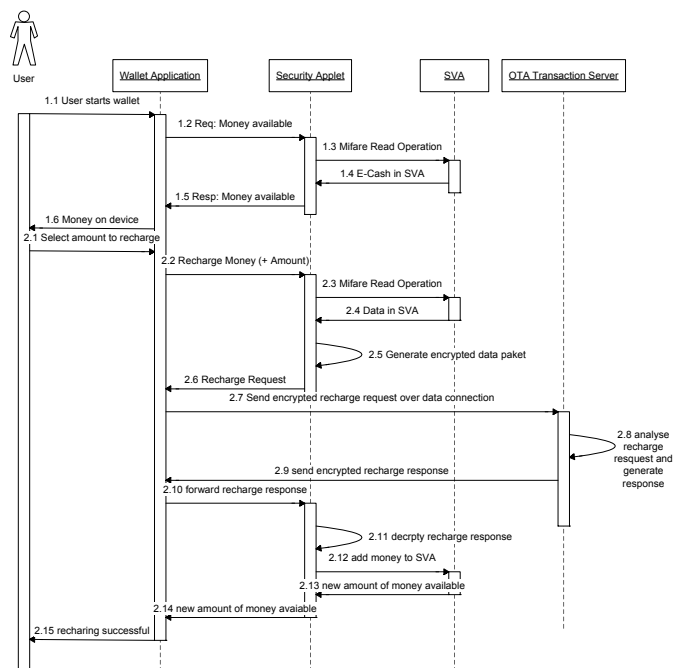 User
Wallet Application
Security Applet
SVA
OTA Transaction Server
1.1 User starts wallet
1.2 Req: Money available
1.3 Mifare Read Operation
1.4 E-Cash in SVA
1.5 Resp: Money available
1.6 Money on device
2.1 Select amount to recharge
2.2 Recharge Money (+ Amount)
2.3 Mifare Read Operation
2.4 Data in SVA
2.5 Generate encrypted data paket
2.6 Recharge Request
2.7 Send encrypted recharge request over data connection
2.8 analyse
recharge
resquest and
generate
response
2.9 send encrypted recharge response
2.10 forward recharge response
2.11 decrpty recharge response
2.12 add money to SVA
2.13 new amount of money available
2.14 new amount of money avaiable
2.15 recharing successful